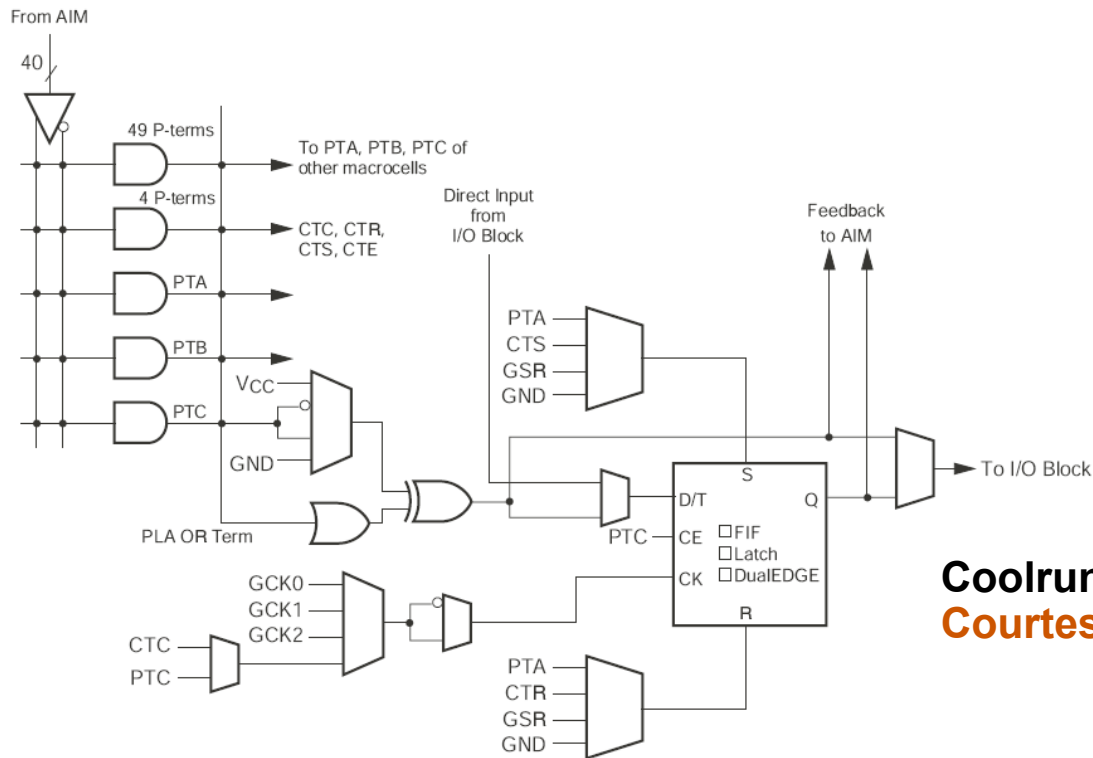 From AIM
40
49 P-terms
To PTA, PTB, PTC of
other macrocells
4 P-terms
CTC, CTR,
CTS, CTE
Direct Input
from
I/O Block
Feedback
to AIM
PTA
PTB
PTC
VCC
GND
PLA OR Term
PTA
CTS
GSR
GND
S
D/T
Q
PTC
CE
CK
FIF
Latch
DualEDGE
R
To I/O Block
GCK0
GCK1
GCK2
CTC
PTC
PTA
CTR
GSR
GND
Coolrun
Courtes